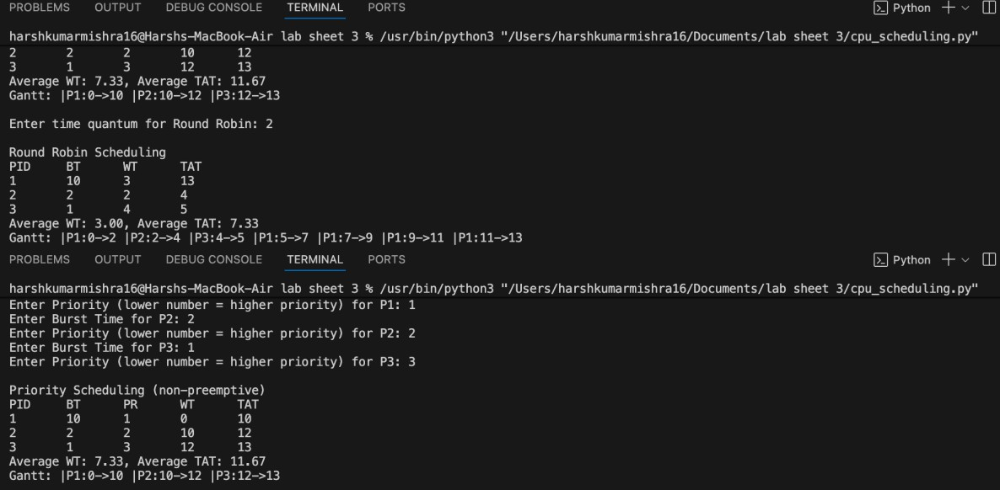 PROBLEMS OUTPUT DEBUG CONSOLE TERMINAL PORTS Python
harshkumarmishra16@Harshs-MacBook-Air lab sheet 3 % /usr/bin/python3 "/Users/harshkumarmishra16/Documents/lab sheet 3/cpu_scheduling.py"
2 2 2 10 12
3 1 3 12 13
Average WT: 7.33, Average TAT: 11.67
Gantt: |P1:0->10 |P2:10->12 |P3:12->13
Enter time quantum for Round Robin: 2
Round Robin Scheduling
PID BT WT TAT
1 10 3 13
2 2 2 4
3 1 4 5
Average WT: 3.00, Average TAT: 7.33
Gantt: |P1:0->2 |P2:2->4 |P3:4->5 |P1:5->7 |P1:7->9 |P1:9->11 |P1:11->13
PROBLEMS OUTPUT DEBUG CONSOLE TERMINAL PORTS Python
harshkumarmishra16@Harshs-MacBook-Air lab sheet 3 % /usr/bin/python3 "/Users/harshkumarmishra16/Documents/lab sheet 3/cpu_scheduling.py"
Enter Priority (lower number = higher priority) for P1: 1
Enter Burst Time for P2: 2
Enter Priority (lower number = higher priority) for P2: 2
Enter Burst Time for P3: 1
Enter Priority (lower number = higher priority) for P3: 3
Priority Scheduling (non-preemptive)
PID BT PR WT TAT
1 10 1 0 10
2 2 2 10 12
3 1 3 12 13
Average WT: 7.33, Average TAT: 11.67
Gantt: |P1:0->10 |P2:10->12 |P3:12->13